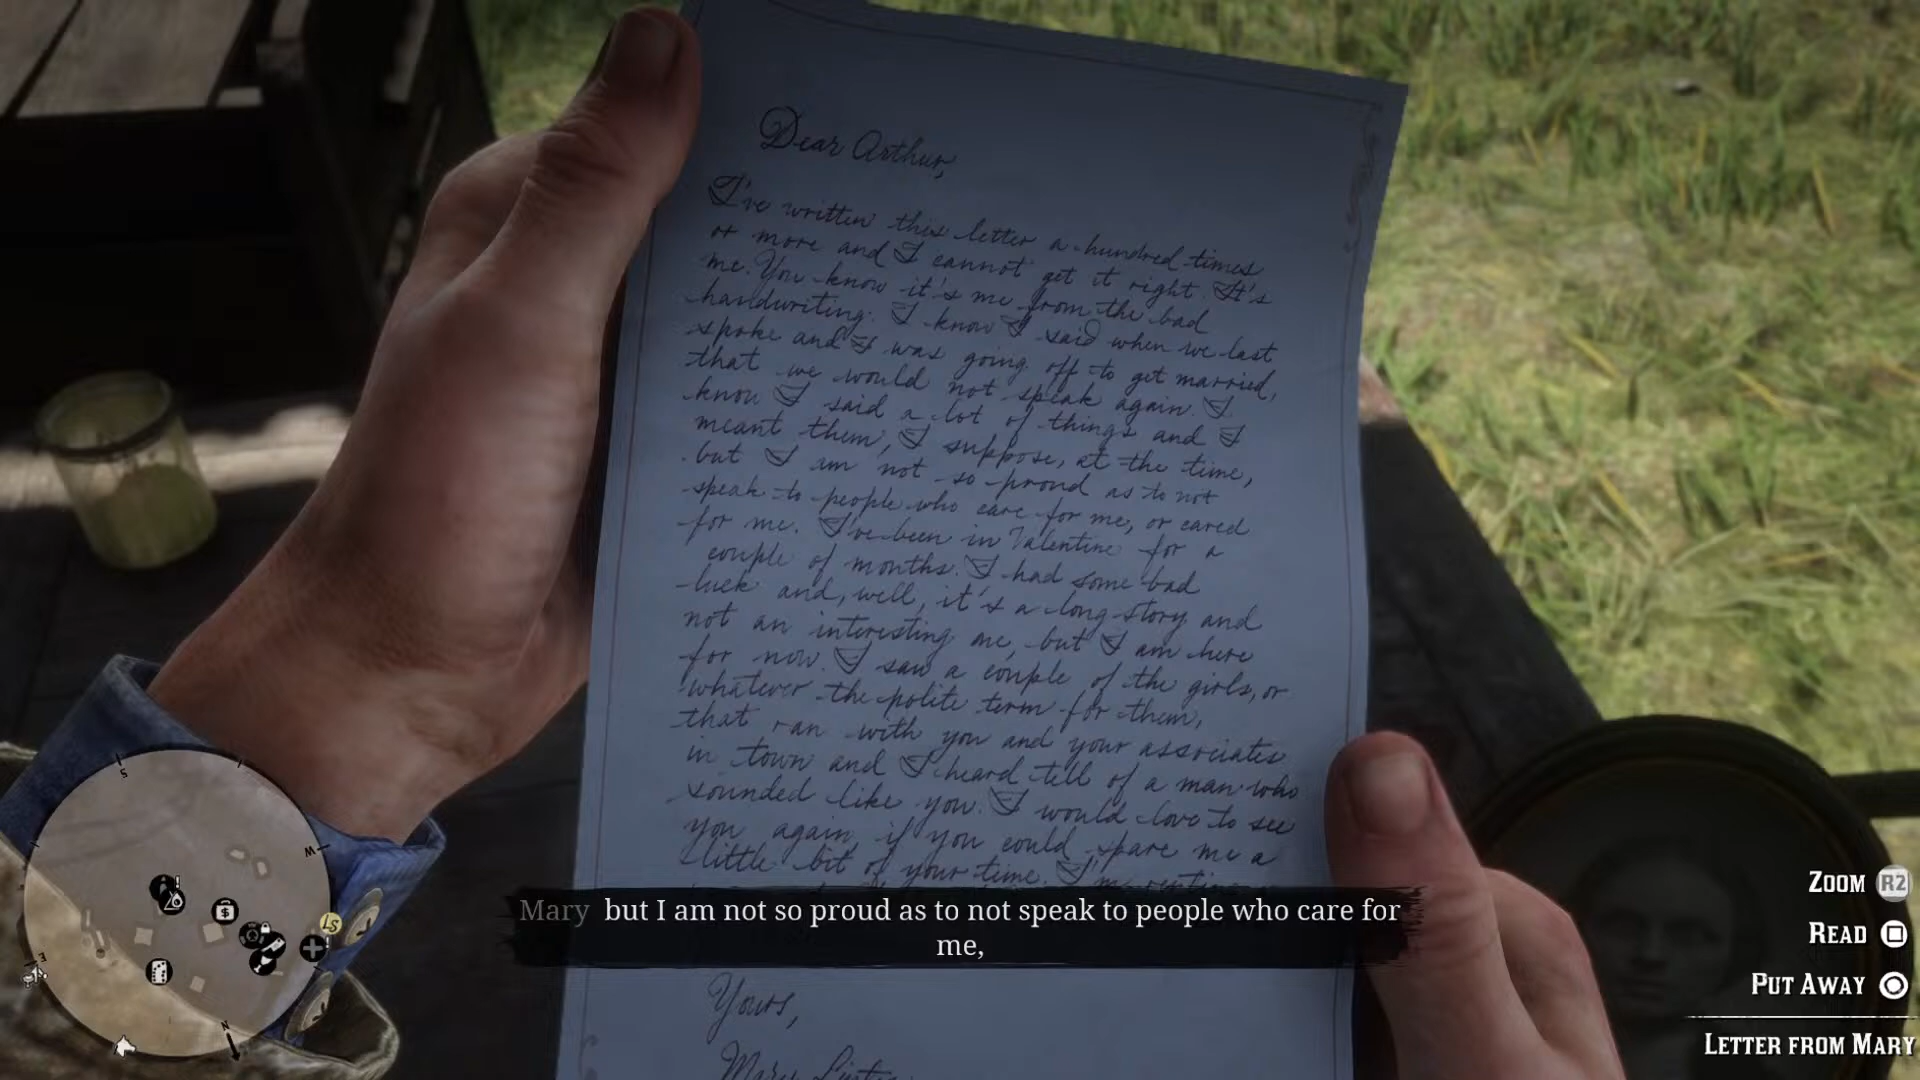 Dear Arthur,
I've written this letter a hundred times
or more and I cannot get it right. It's
me. You know it's me from the bad
handwriting. I know I said when we last
spoke and I was going off to get married,
that we would not speak again. I
know I said a lot of things and I
meant them, I suppose, at the time,
but I am not so proud as to not
speak to people who care for me, or cared
for me. I've been in Valentine for a
couple of months. I had some bad
luck and, well, it's a long story and
not an interesting one, but I am here
for now. I saw a couple of the girls, or
whatever the polite term for them,
that ran with you and your associates
in town and I heard tell of a man who
sounded like you. I would love to see
you again, if you could spare me a
little bit of your time. I'm
Mary but I am not so proud as to not speak to people who care for
me,
Yours,
Mary
S
W
E
N
LS
ZOOM R2
READ
PUT AWAY
LETTER FROM MARY